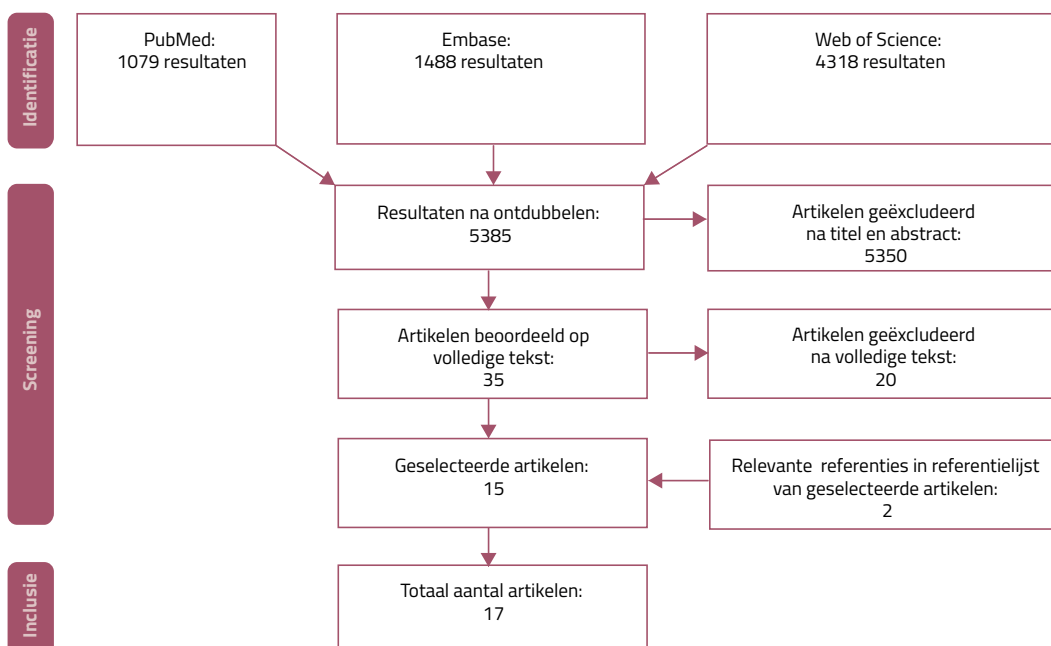 Identificatie
PubMed:
1079 resultaten
Embase:
1488 resultaten
Web of Science:
4318 resultaten
Screening
Resultaten na ontdubbelen:
5385
Artikelen geëxcludeerd
na titel en abstract:
5350
Artikelen beoordeeld op
volledige tekst:
35
Artikelen geëxcludeerd
na volledige tekst:
20
Geselecteerde artikelen:
15
Relevante referenties in referentielijst
van geselecteerde artikelen:
2
Inclusie
Totaal aantal artikelen:
17